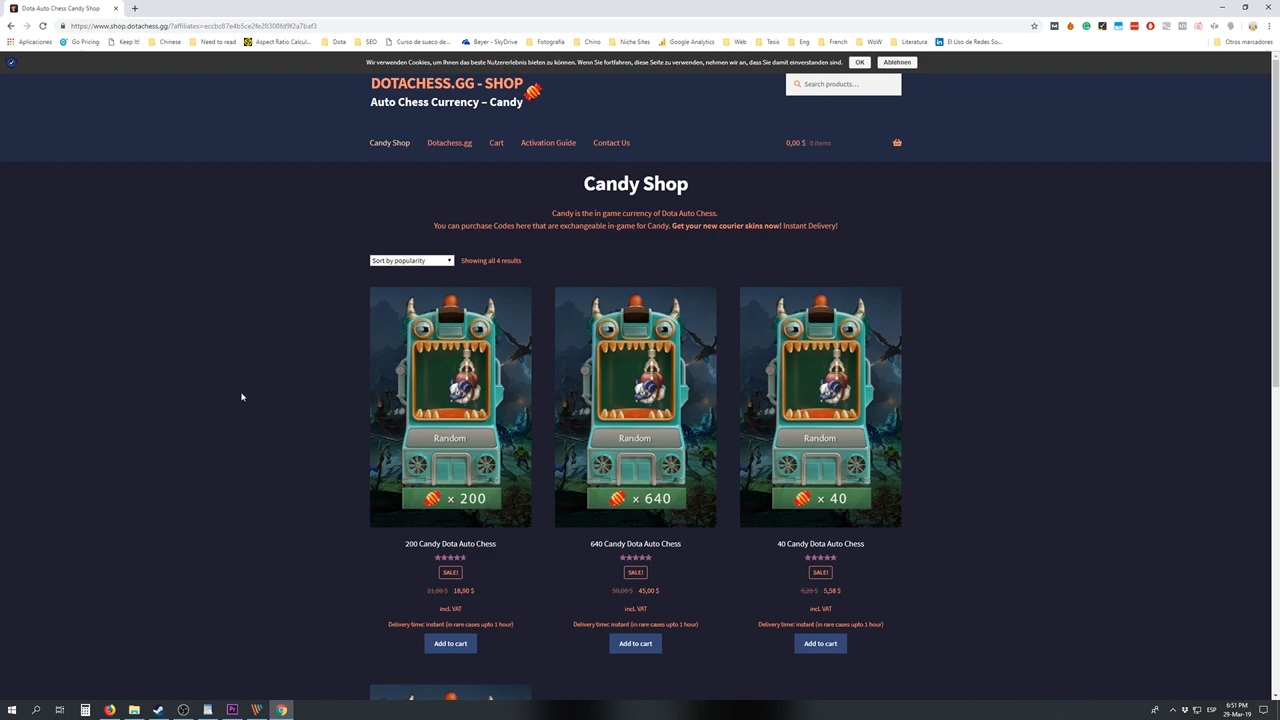 Dota Auto Chess Candy Shop
https://www.shop.dotachess.gg/?affiliates=eccbc87e4b5ce2fe28308fd9f2a7baf3
Aplicaciones Go Pricing Keep It! Chinese Need to read Aspect Ratio Calcul... Dota SEO Curso de sueco de... Beyer - SkyDrive Fotografía Chino Niche Sites Google Analytics Web Tesis Eng French WoW Literatura El Uso de Redes So... Otros marcadores
Wir verwenden Cookies, um Ihnen das beste Nutzererlebnis bieten zu können. Wenn Sie fortfahren, diese Seite zu verwenden, nehmen wir an, dass Sie damit einverstanden sind. OK Ablehnen
DOTACHESS.GG - SHOP
Search products...
Auto Chess Currency – Candy
Candy Shop Dotachess.gg Cart Activation Guide Contact Us 0,00 $ 0 items
Candy Shop
Candy is the in game currency of Dota Auto Chess.
You can purchase Codes here that are exchangeable in-game for Candy. Get your new courier skins now! Instant Delivery!
Sort by popularity Showing all 4 results
Random Random Random
× 200 × 640 × 40
200 Candy Dota Auto Chess 640 Candy Dota Auto Chess 40 Candy Dota Auto Chess
SALE! SALE! SALE!
21,00 $ 18,90 $ 50,00 $ 45,00 $ 6,20 $ 5,58 $
incl. VAT incl. VAT incl. VAT
Delivery time: instant (in rare cases upto 1 hour) Delivery time: instant (in rare cases upto 1 hour) Delivery time: instant (in rare cases upto 1 hour)
Add to cart Add to cart Add to cart
ESP 6:51 PM
29-Mar-19